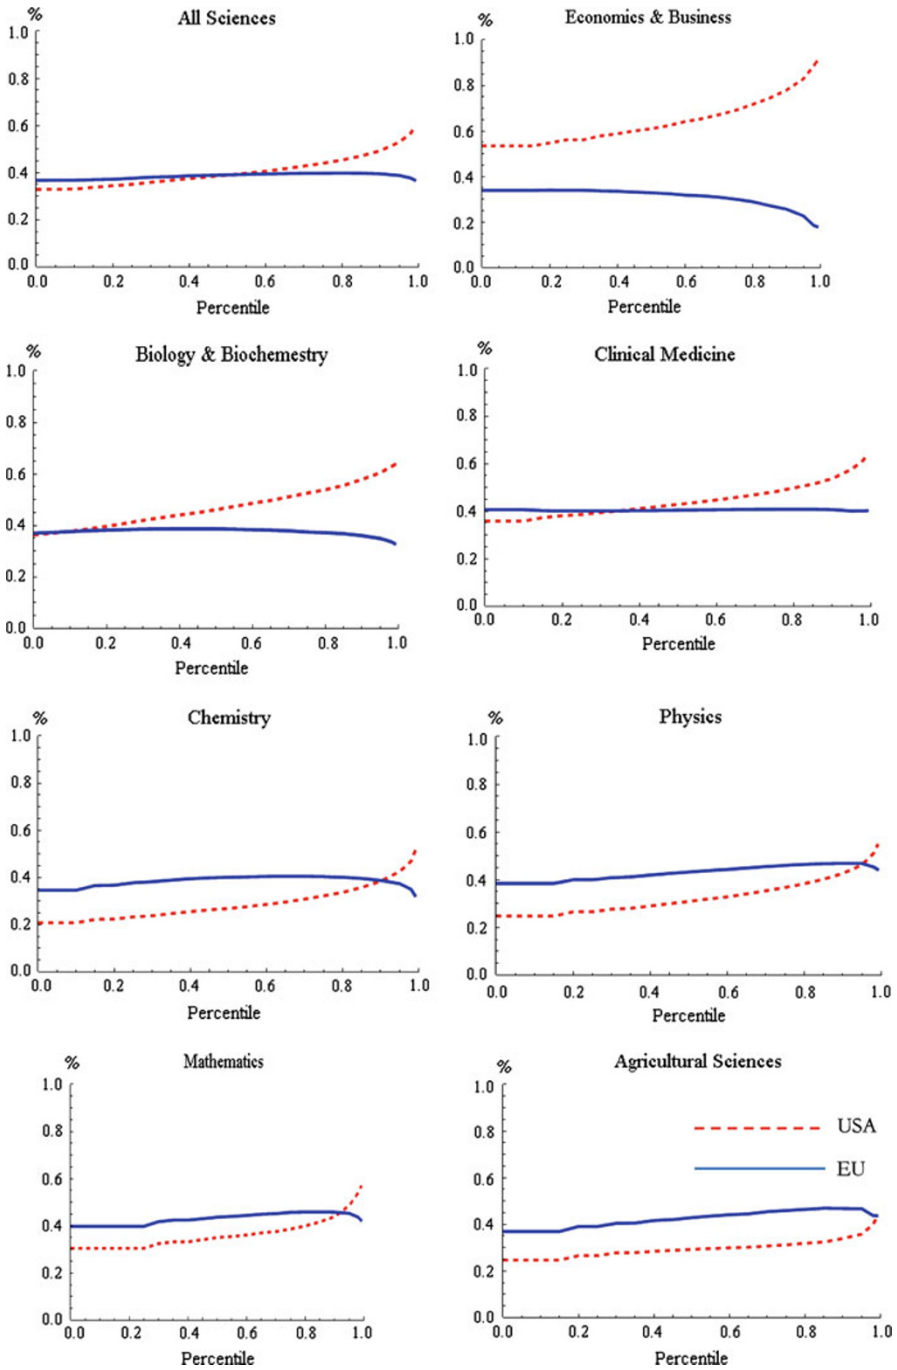 %
All Sciences
1.0
0.8
0.6
0.4
0.2
0.0
0.0 0.2 0.4 0.6 0.8 1.0
Percentile
%
Economics & Business
1.0
0.8
0.6
0.4
0.2
0.0
0.0 0.2 0.4 0.6 0.8 1.0
Percentile
%
Biology & Biochemestry
1.0
0.8
0.6
0.4
0.2
0.0
0.0 0.2 0.4 0.6 0.8 1.0
Percentile
%
Clinical Medicine
1.0
0.8
0.6
0.4
0.2
0.0
0.0 0.2 0.4 0.6 0.8 1.0
Percentile
%
Chemistry
1.0
0.8
0.6
0.4
0.2
0.0
0.0 0.2 0.4 0.6 0.8 1.0
Percentile
%
Physics
1.0
0.8
0.6
0.4
0.2
0.0
0.0 0.2 0.4 0.6 0.8 1.0
Percentile
%
Mathematics
1.0
0.8
0.6
0.4
0.2
0.0
0.0 0.2 0.4 0.6 0.8 1.0
Percentile
%
Agricultural Sciences
1.0
0.8
0.6
0.4
0.2
0.0
USA
EU
0.0 0.2 0.4 0.6 0.8 1.0
Percentile